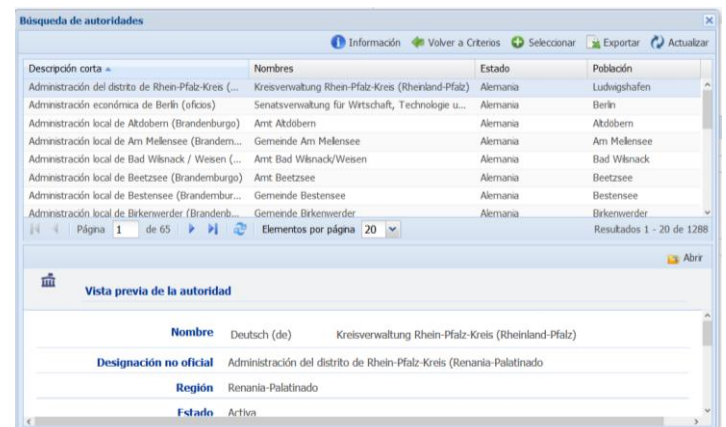 Búsqueda de autoridades
Información Volver a Criterios Seleccionar Exportar Actualizar
Descripción corta Nombres Estado Población
Administración del distrito de Rhein-Pfalz-Kreis (... Kreisverwaltung Rhein-Pfalz-Kreis (Rheinland-Pfalz) Alemania Ludwigshafen
Administración económica de Berlín (oficios) Senatsverwaltung für Wirtschaft, Technologie u... Alemania Berlin
Administración local de Altdöbern (Brandenburgo) Amt Altdöbern Alemania Altdobern
Administración local de Am Mellensee (Brandem... Gemeinde Am Mellensee Alemania Am Mellensee
Administración local de Bad Wilsnack / Weisen (... Amt Bad Wilsnack/Weisen Alemania Bad Wilsnack
Administración local de Beetzsee (Brandemburgo) Amt Beetzsee Alemania Beetzsee
Administración local de Bestensee (Brandembur... Gemeinde Bestensee Alemania Bestensee
Administración local de Birkenwerder (Brandenb... Gemeinde Birkenwerder Alemania Birkenwerder
Página 1 de 65 Elementos por página 20 Resultados 1 - 20 de 1288
Abrir
Vista previa de la autoridad
Nombre Deutsch (de) Kreisverwaltung Rhein-Pfalz-Kreis (Rheinland-Pfalz)
Designación no oficial Administración del distrito de Rhein-Pfalz-Kreis (Renania-Palatinado
Región Renania-Palatinado
Estado Activa